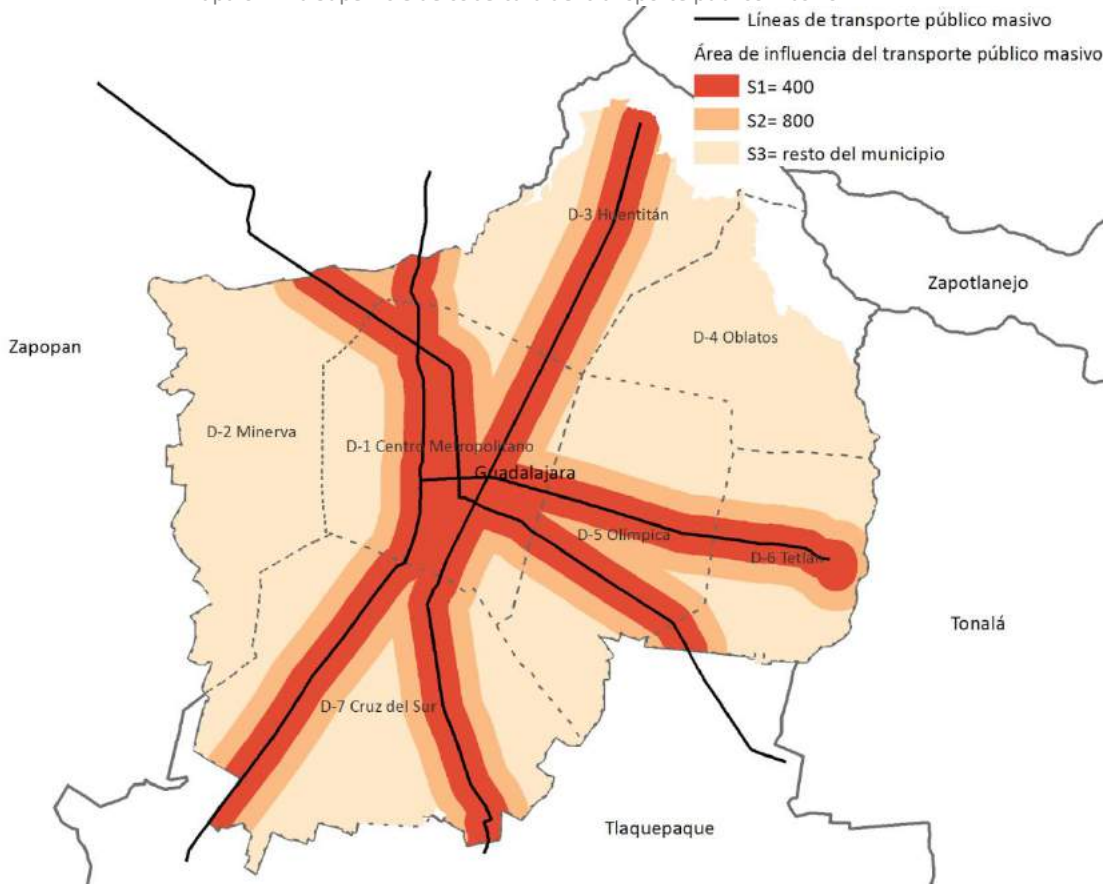 Líneas de transporte público masivo
Área de influencia del transporte público masivo
S1= 400
S2= 800
S3= resto del municipio
D-3 Huentitán
Zapotlanejo
Zapopan
D-4 Oblatos
D-2 Minerva
D-1 Centro Metropolitano
Guadalajara
D-5 Olímpica
D-6 Tetlán
Tonalá
D-7 Cruz del Sur
Tlaquepaque